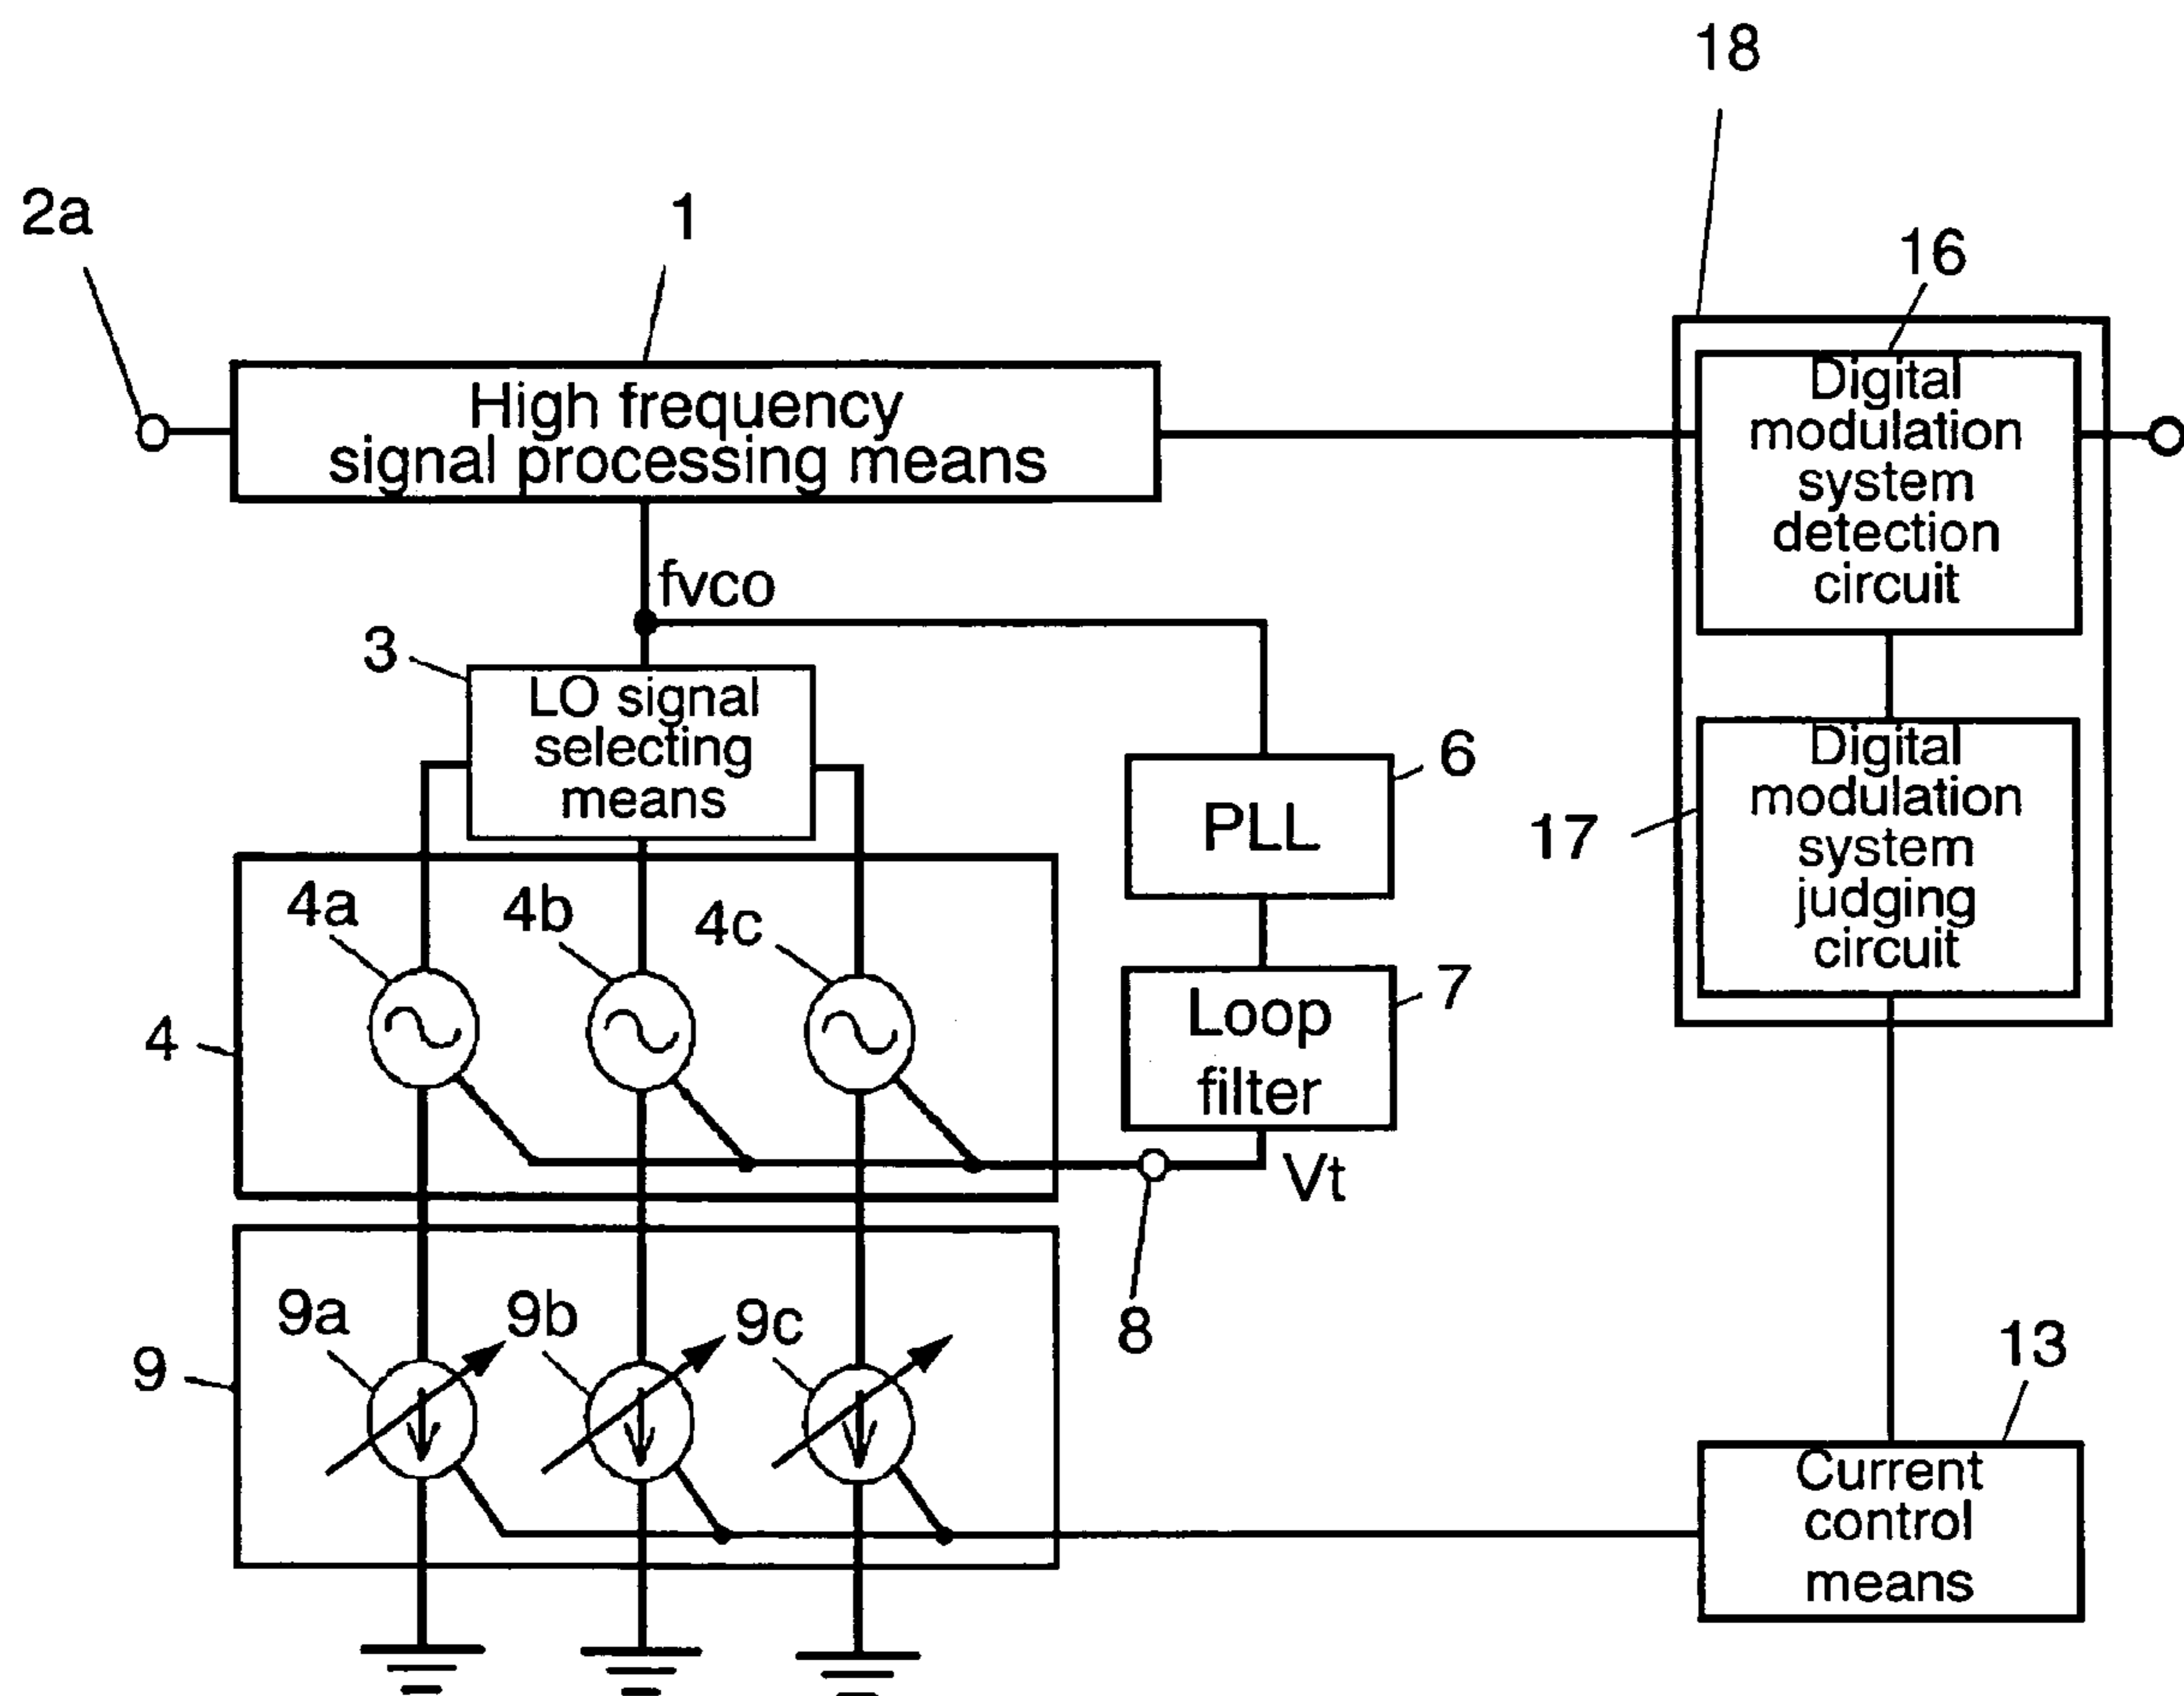 18
2a
1
16
High frequency
signal processing means
Digital
modulation
system
detection
circuit
fvco
3
LO signal
selecting
means
6
PLL
17
Digital
modulation
system
judging
circuit
4a
4b
4c
4
7
Loop
filter
Vt
8
9a
9b
9c
9
13
Current
control
means